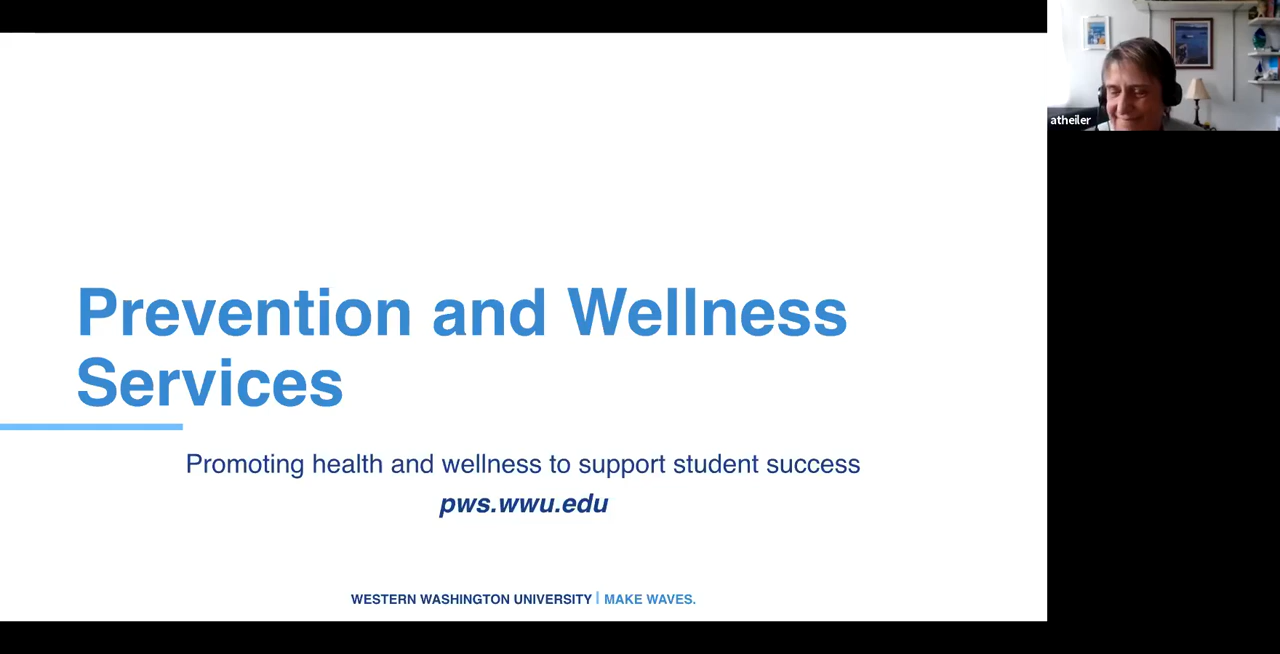 Prevention and Wellness
Services
Promoting health and wellness to support student success
pws.wwu.edu
WESTERN WASHINGTON UNIVERSITY | MAKE WAVES.
atheiler